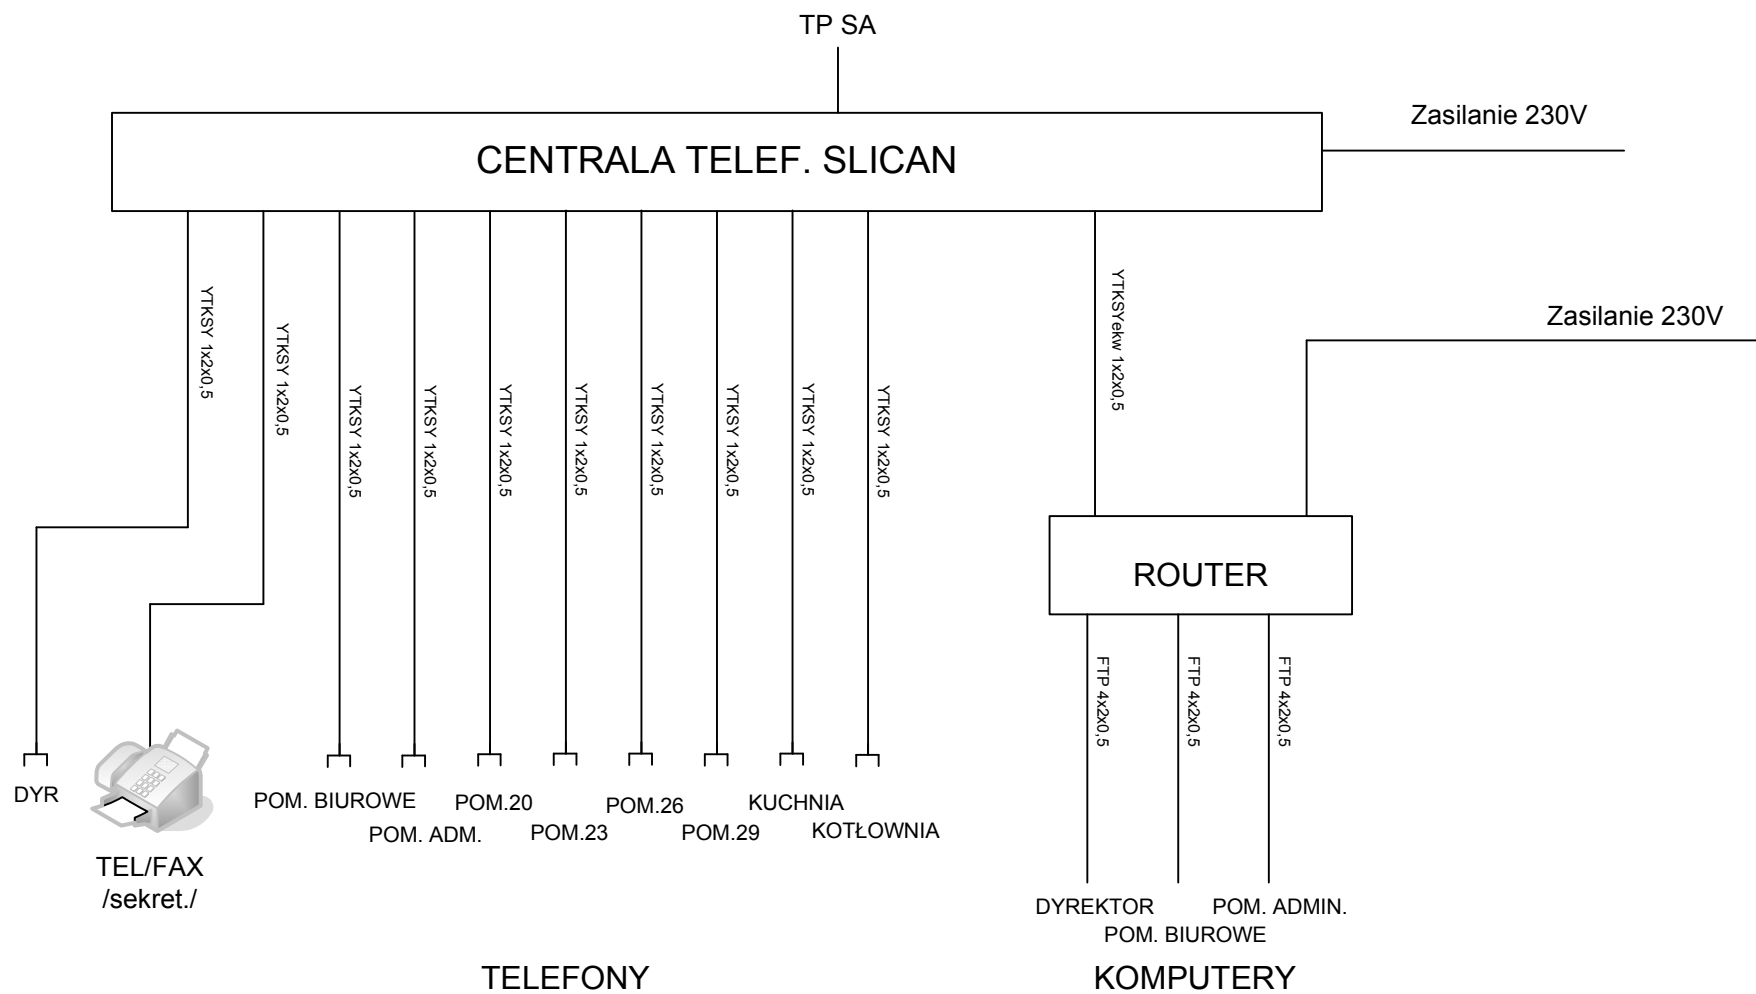 TP SA
Zasilanie 230V
CENTRALA TELEF. SLICAN
YTKSY 1x2x0,5
YTKSY 1x2x0,5
YTKSY 1x2x0,5
YTKSY 1x2x0,5
YTKSY 1x2x0,5
YTKSY 1x2x0,5
YTKSY 1x2x0,5
YTKSY 1x2x0,5
YTKSY 1x2x0,5
YTKSY 1x2x0,5
YTKSYekw 1x2x0,5
Zasilanie 230V
ROUTER
FTP 4x2x0,5
FTP 4x2x0,5
FTP 4x2x0,5
DYR
TEL/FAX
/sekret./
POM. BIUROWE
POM. ADM.
POM.20
POM.23
POM.26
POM.29
KUCHNIA
KOTŁOWNIA
DYREKTOR
POM. BIUROWE
POM. ADMIN.
TELEFONY
KOMPUTERY